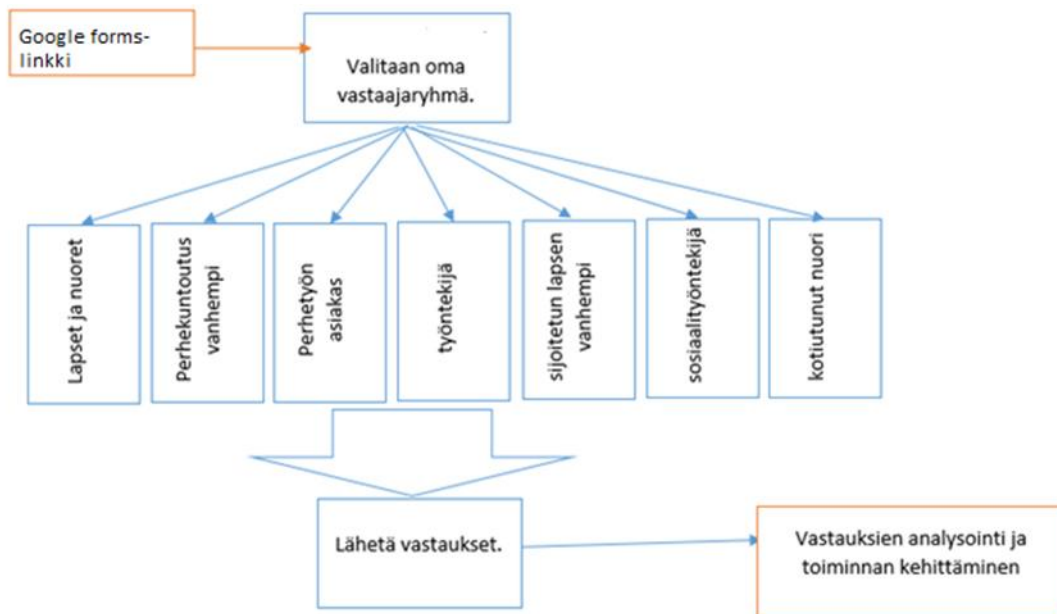 Google forms-
linkki
Valitaan oma
vastaajaryhmä.
Lapset ja nuoret
Perhekuntoutus
vanhempi
Perhetyön
asiakas
työntekijä
sijoitetun lapsen
vanhempi
sosiaalityöntekijä
kotiutunut nuori
Lähetä vastaukset.
Vastauksien analysointi ja
toiminnan kehittäminen